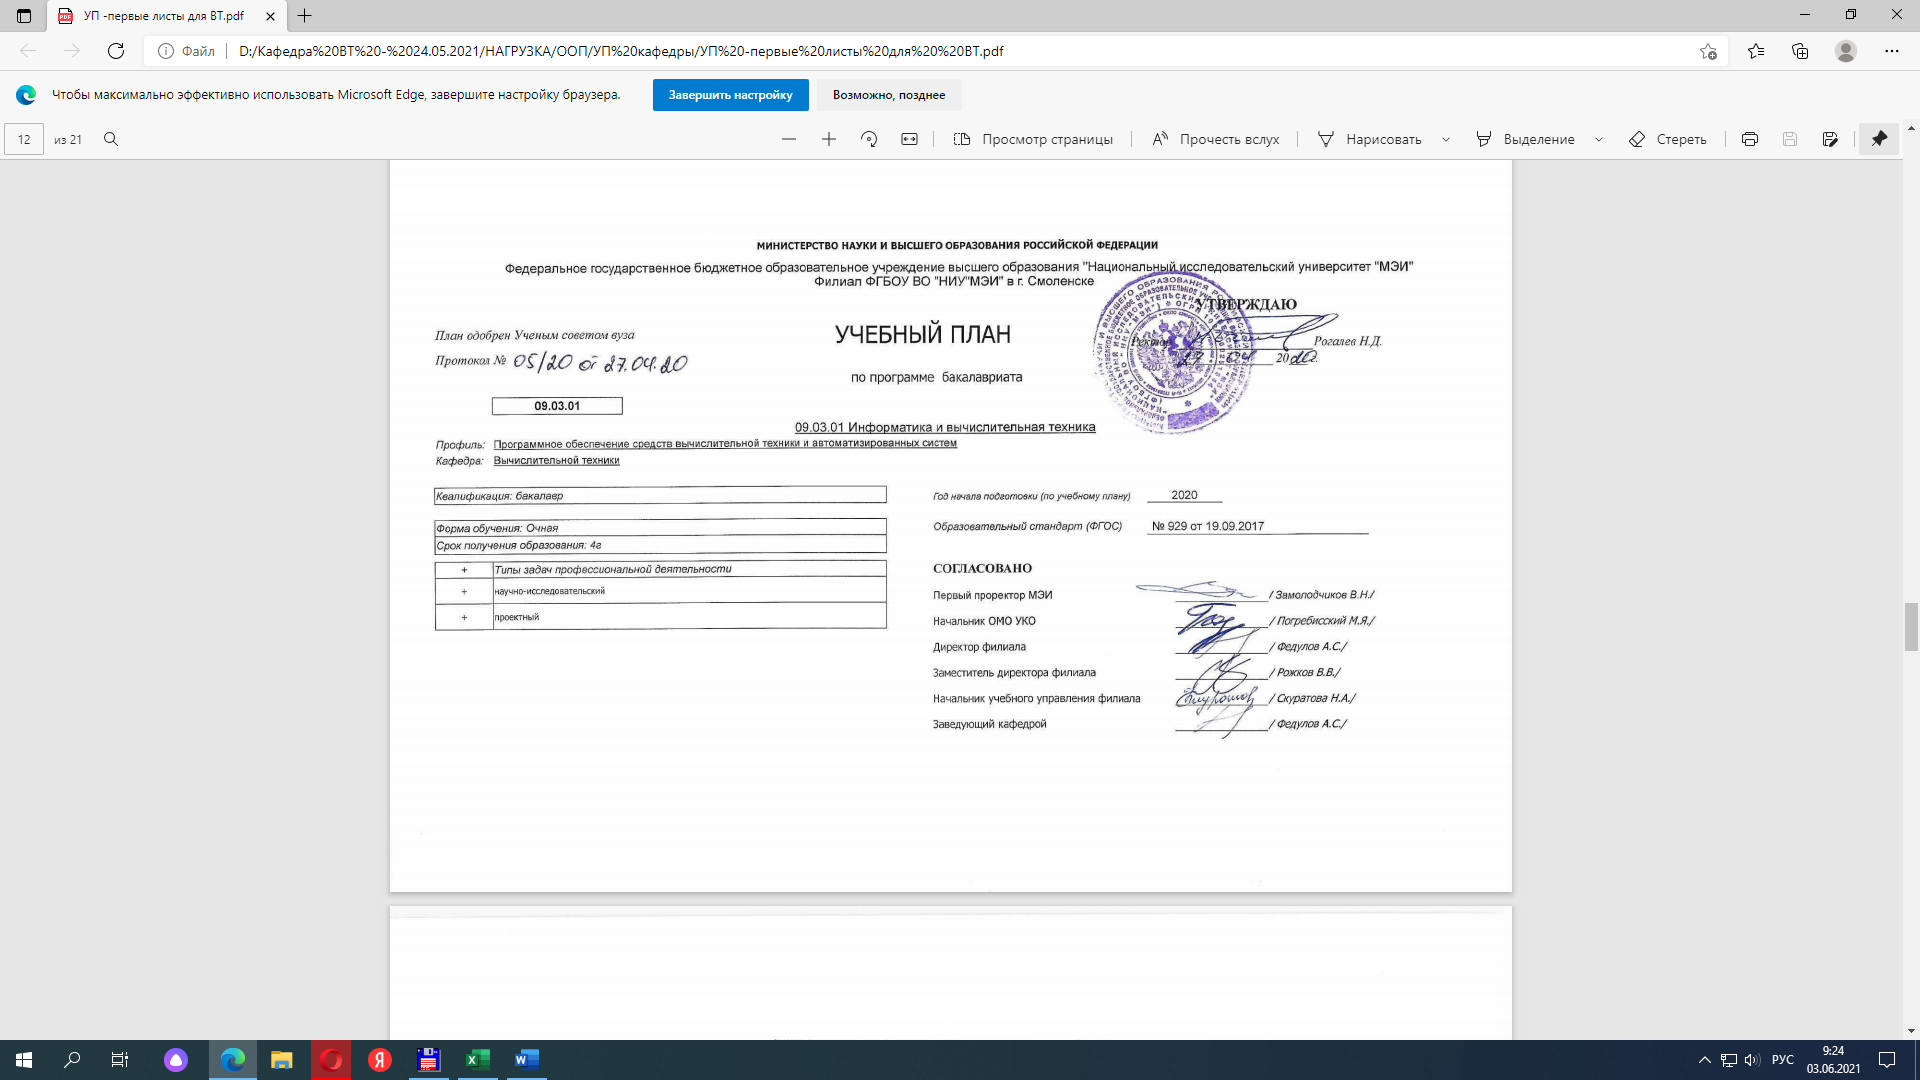 УП -первые листы для ВТ.pdf
Файл
D:/Кафедра%20ВТ%20-%2024.05.2021/НАГРУЗКА/ООП/УП%20кафедры/УП%20-первые%20листы%20для%20%20ВТ.pdf
Чтобы максимально эффективно использовать Microsoft Edge, завершите настройку браузера.
Завершить настройку
Возможно, позднее
12 из 21
Просмотр страницы
Прочесть вслух
Нарисовать
Выделение
Стереть
МИНИСТЕРСТВО НАУКИ И ВЫСШЕГО ОБРАЗОВАНИЯ РОССИЙСКОЙ ФЕДЕРАЦИИ
Федеральное государственное бюджетное образовательное учреждение высшего образования "Национальный исследовательский университет "МЭИ"
Филиал ФГБОУ ВО "НИУ"МЭИ" в г. Смоленске
УТВЕРЖДАЮ
План одобрен Ученым советом вуза
УЧЕБНЫЙ ПЛАН
Ректор Рогалев Н.Д.
Протокол № 05/20 от 27.04.20
2020г.
по программе бакалавриата
09.03.01
09.03.01 Информатика и вычислительная техника
Профиль: Программное обеспечение средств вычислительной техники и автоматизированных систем
Кафедра: Вычислительной техники
Квалификация: бакалавр
Год начала подготовки (по учебному плану) 2020
Форма обучения: Очная
Образовательный стандарт (ФГОС) № 929 от 19.09.2017
Срок получения образования: 4г
+ Типы задач профессиональной деятельности
+ научно-исследовательский
+ проектный
СОГЛАСОВАНО
Первый проректор МЭИ / Замолодчиков В.Н./
Начальник ОМО УКО / Погребисский М.Я./
Директор филиала / Федулов А.С./
Заместитель директора филиала / Рожков В.В./
Начальник учебного управления филиала / Скуратова Н.А./
Заведующий кафедрой / Федулов А.С./
РУС
9:24
03.06.2021